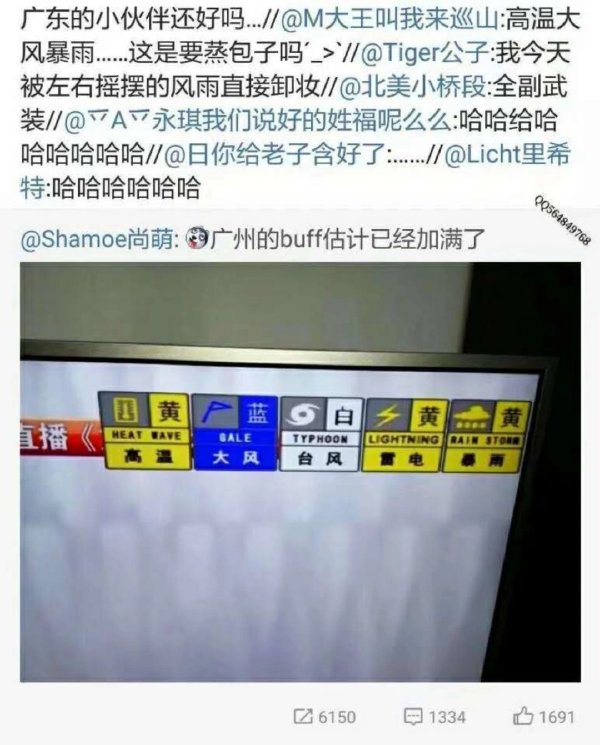 广东的小伙伴还好吗...//@M大王叫我来巡山:高温大
风暴雨......这是要蒸包子吗´_>`//@Tiger公子:我今天
被左右摇摆的风雨直接卸妆//@北美小桥段:全副武
装//@▽A▽永琪我们说好的姓福呢么么:哈哈给哈
哈哈哈哈哈//@日你给老子含好了:......//@Licht里希
特:哈哈哈哈哈哈
QQ564849768
@Shamoe尚萌: 广州的buff估计已经加满了
直播《
黄
HEAT WAVE
高温
蓝
GALE
大风
白
TYPHOON
台风
黄
LIGHTNING
雷电
黄
RAIN STORM
暴雨
6150
1334
1691